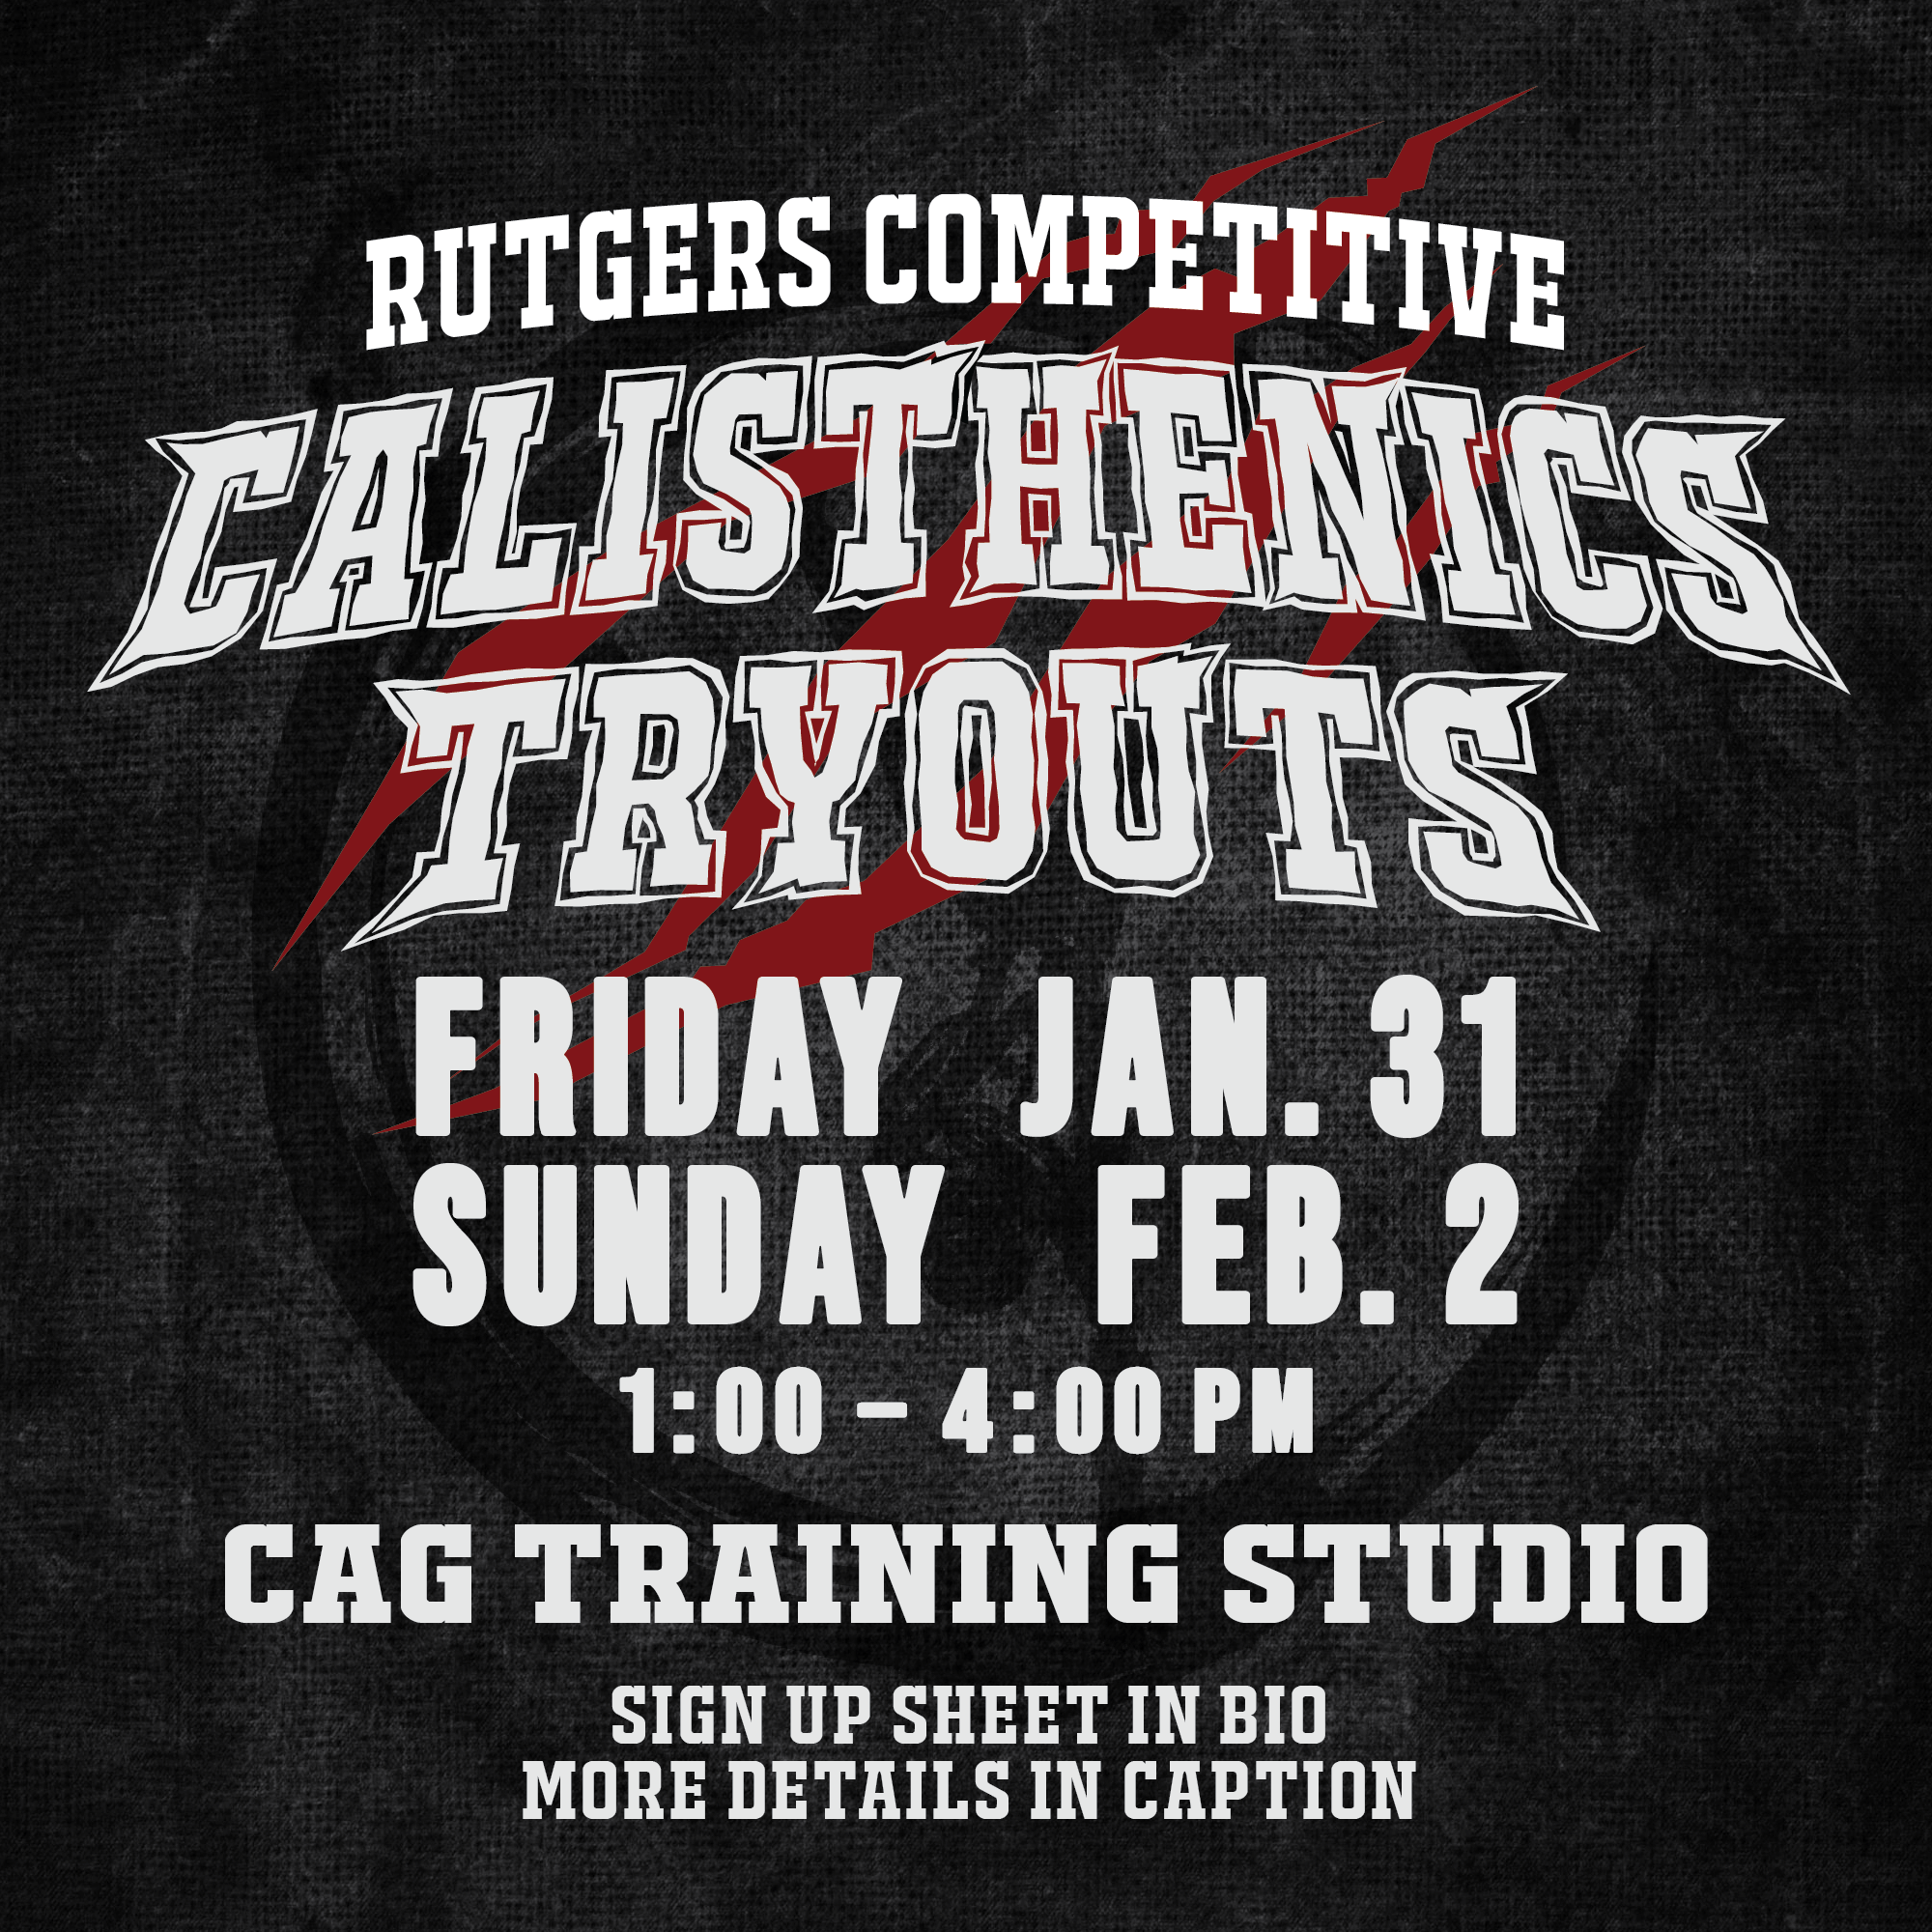 RUTGERS COMPETITIVE
CALISTHENICS
TRYOUTS
FRIDAY JAN. 31
SUNDAY FEB. 2
1:00 – 4:00 PM
CAG TRAINING STUDIO
SIGN UP SHEET IN BIO
MORE DETAILS IN CAPTION